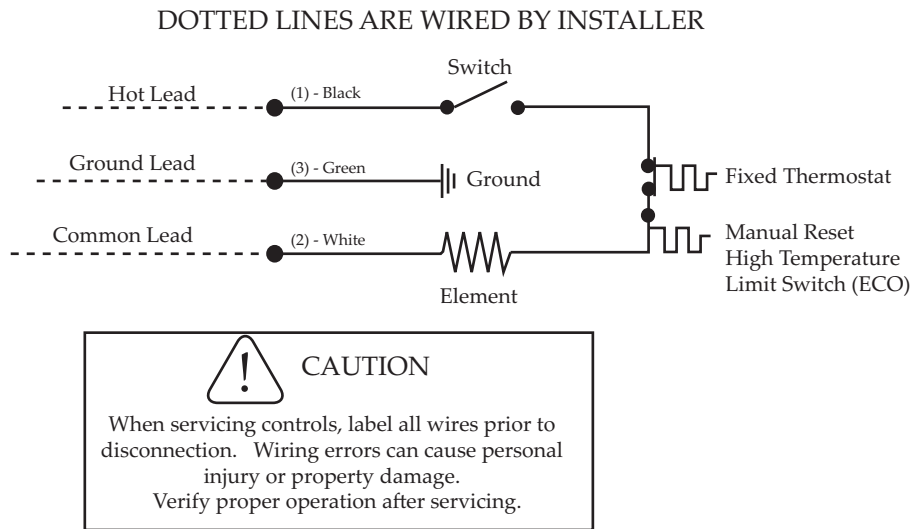 DOTTED LINES ARE WIRED BY INSTALLER
Switch
Hot Lead
(1) - Black
Ground Lead
(3) - Green
Ground
Fixed Thermostat
Common Lead
(2) - White
Element
Manual Reset
High Temperature
Limit Switch (ECO)
! CAUTION
When servicing controls, label all wires prior to
disconnection. Wiring errors can cause personal
injury or property damage.
Verify proper operation after servicing.